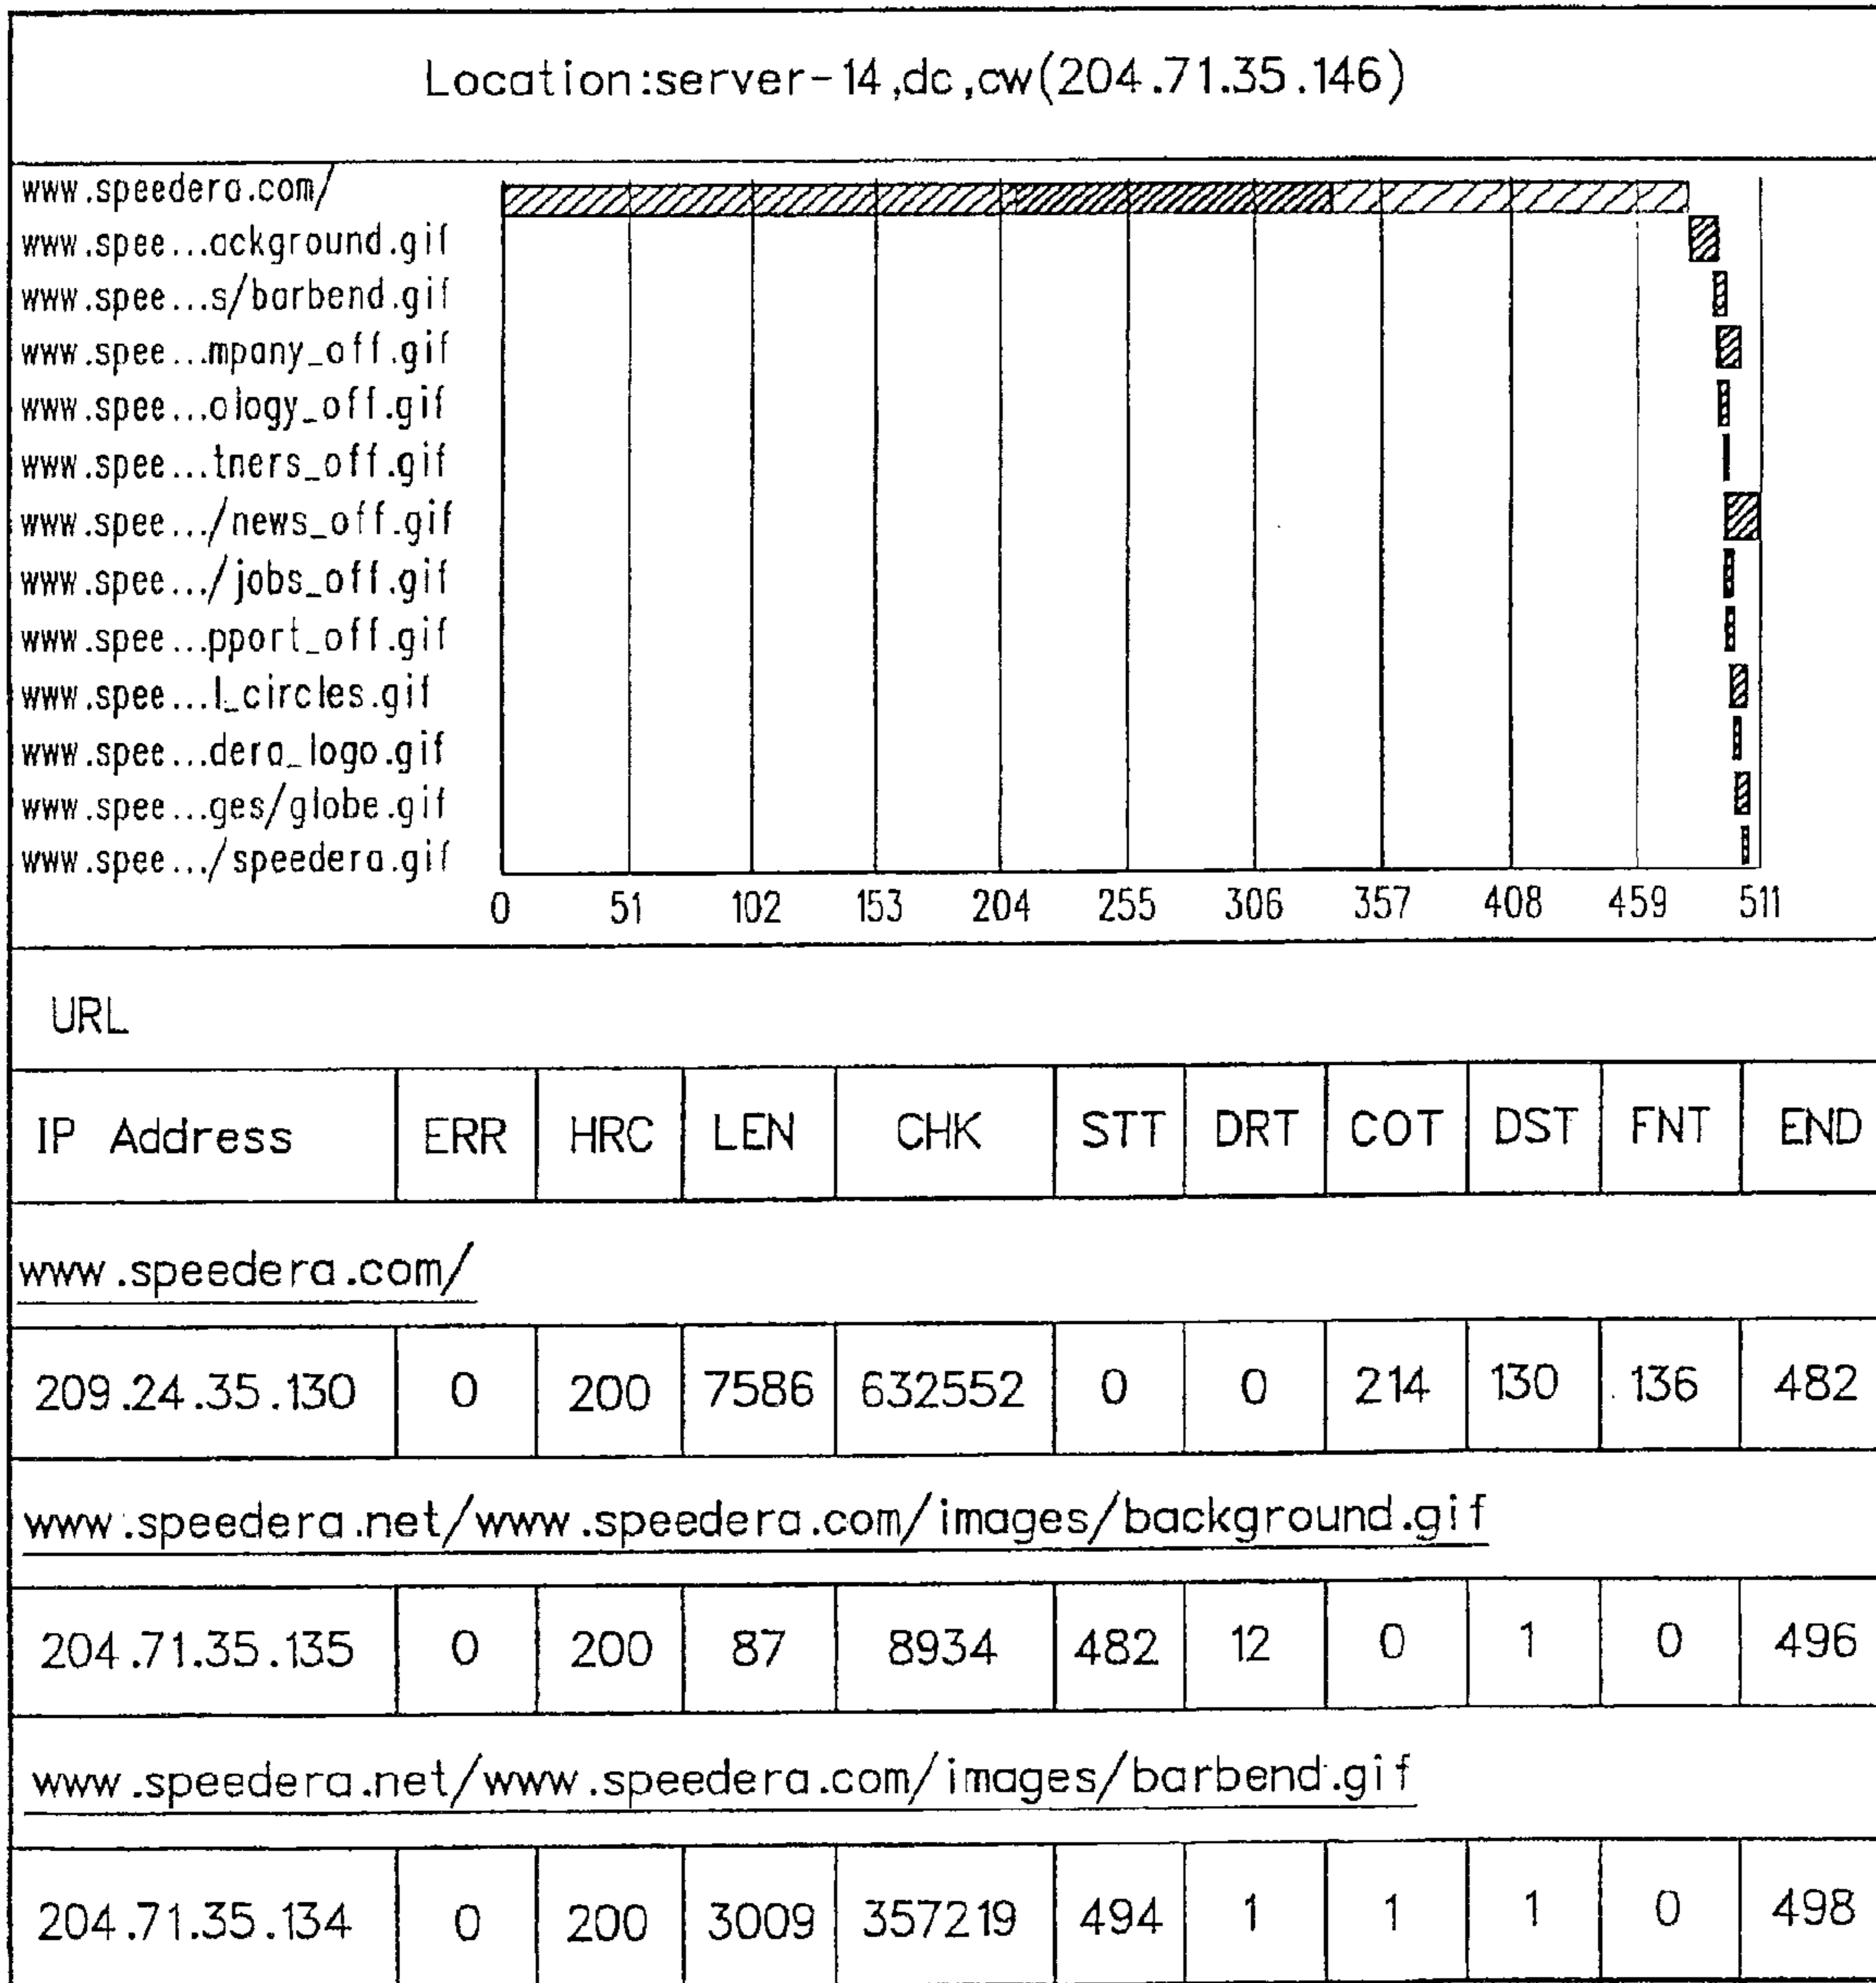 Location:server-14,dc,cw(204.71.35.146)
www.speedera.com/
www.spee...ackground.gif
www.spee...s/barbend.gif
www.spee...mpany_off.gif
www.spee...ology_off.gif
www.spee...tners_off.gif
www.spee.../news_off.gif
www.spee.../jobs_off.gif
www.spee...pport_off.gif
www.spee...l_circles.gif
www.spee...dera_logo.gif
www.spee...ges/globe.gif
www.spee.../speedera.gif
0 51 102 153 204 255 306 357 408 459 511
URL
IP Address ERR HRC LEN CHK STT DRT COT DST FNT END
www.speedera.com/
209.24.35.130 0 200 7586 632552 0 0 214 130 136 482
www.speedera.net/www.speedera.com/images/background.gif
204.71.35.135 0 200 87 8934 482 12 0 1 0 496
www.speedera.net/www.speedera.com/images/barbend.gif
204.71.35.134 0 200 3009 357219 494 1 1 1 0 498